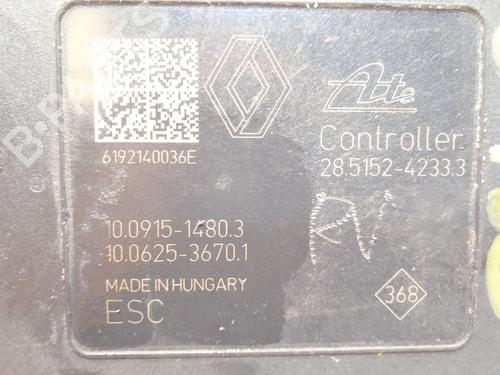 Ate
6192140036E
Controller
28.5152-4233.3
10.0915-1480.3
10.0625-3670.1
MADE IN HUNGARY
ESC
368